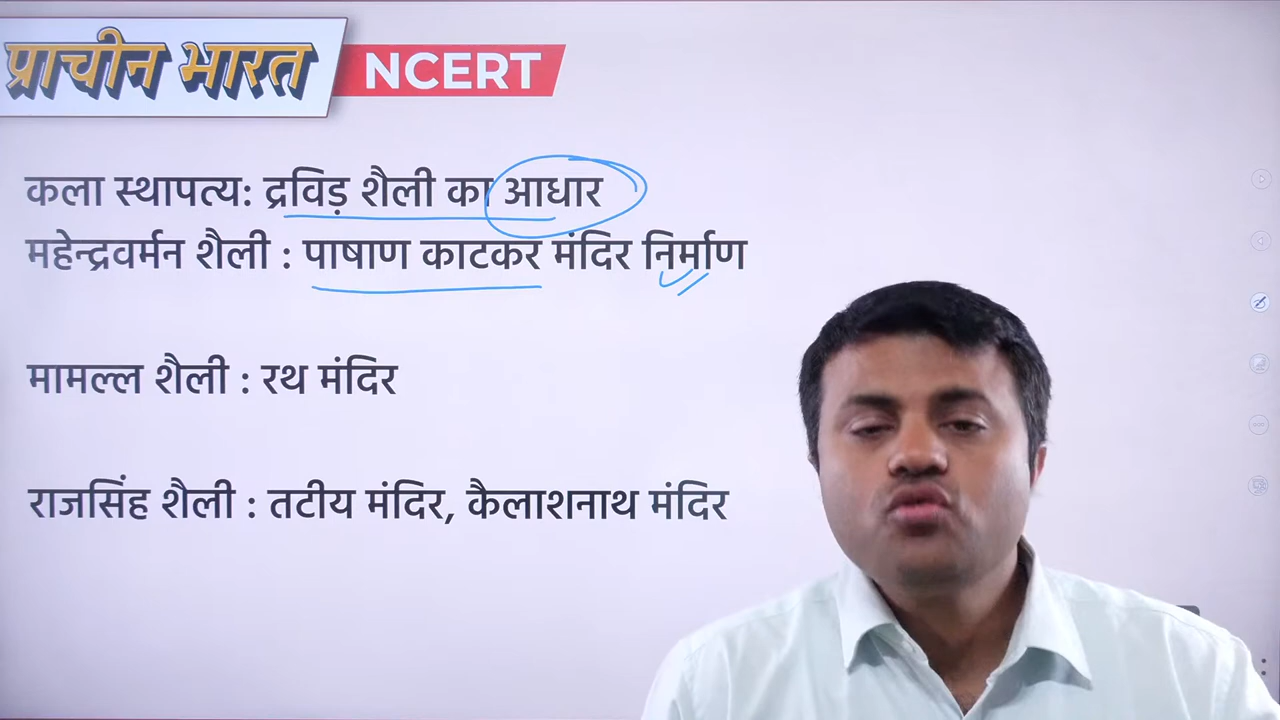 प्राचीन भारत NCERT
कला स्थापत्य: द्रविड़ शैली का आधार
महेन्द्रवर्मन शैली : पाषाण काटकर मंदिर निर्माण
मामल्ल शैली : रथ मंदिर
राजसिंह शैली : तटीय मंदिर, कैलाशनाथ मंदिर